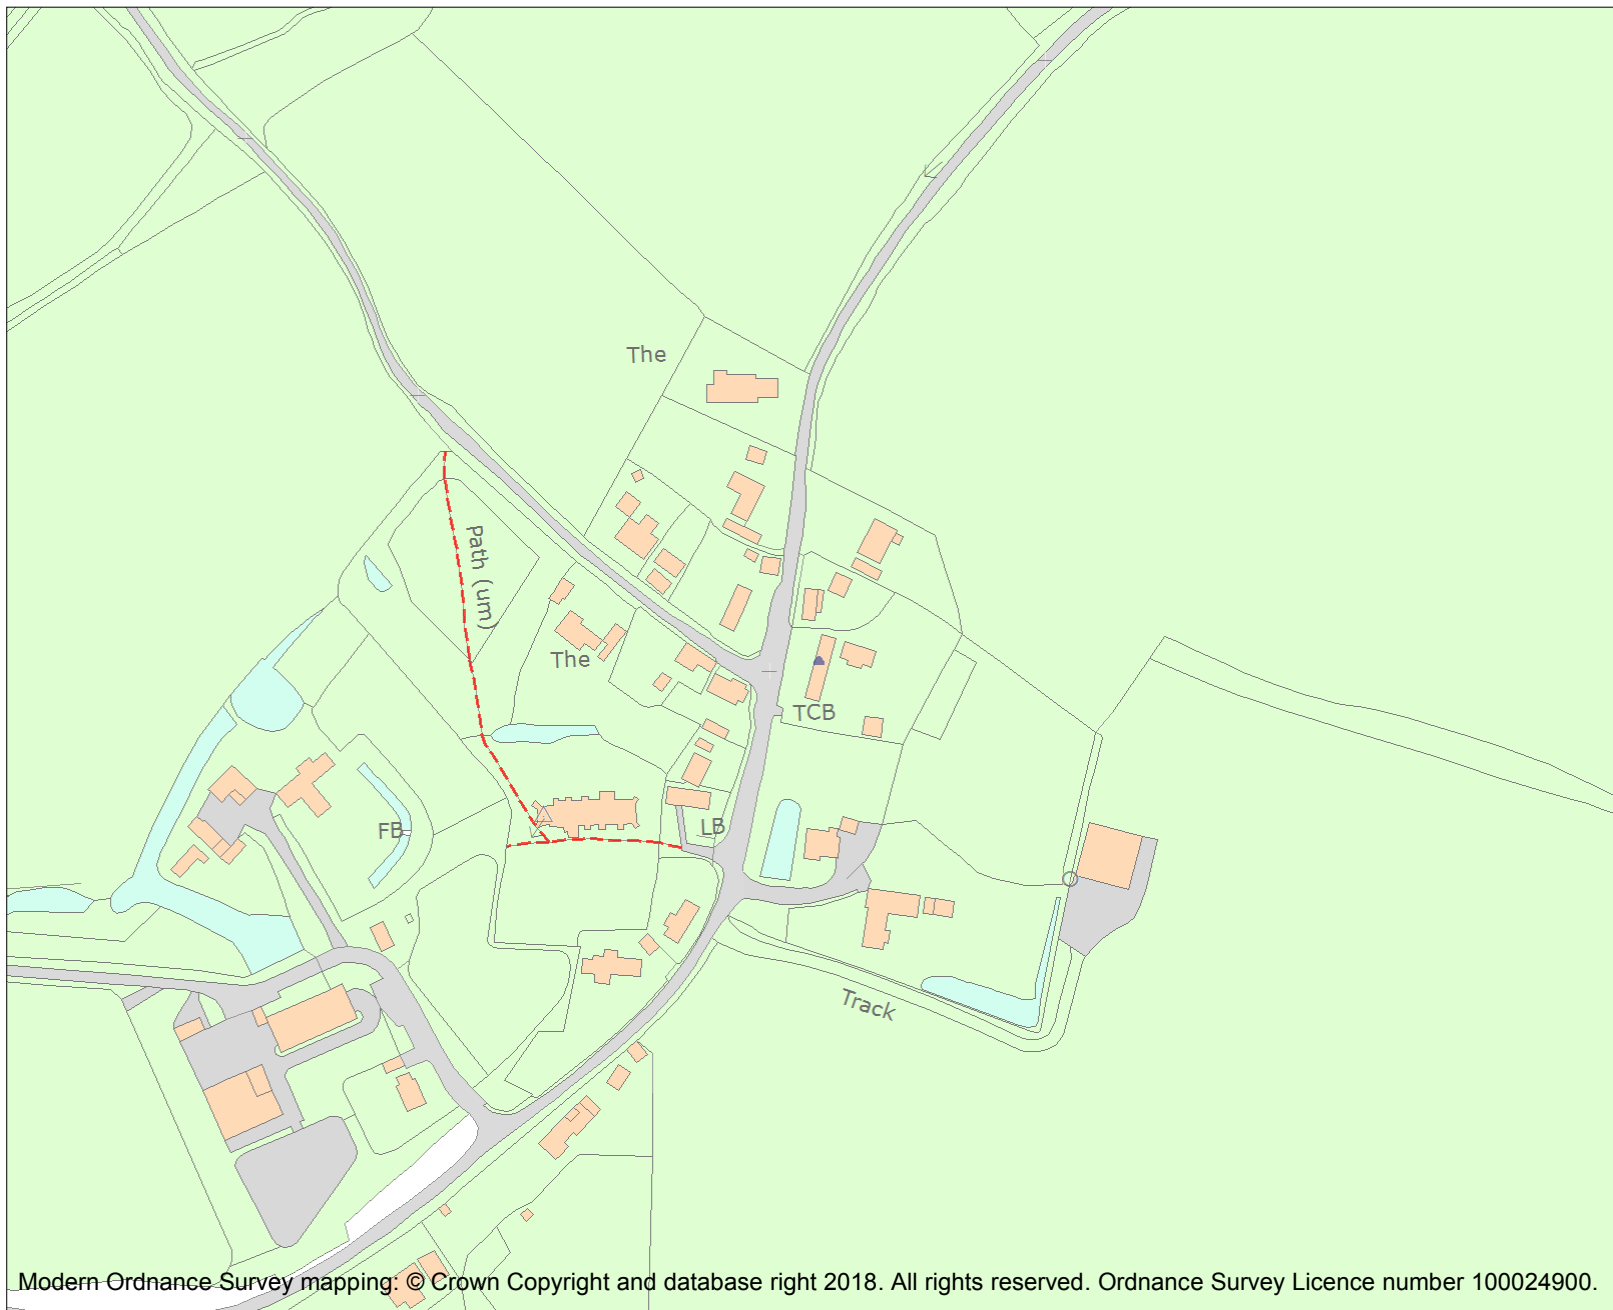 The
Path (um)
The
TCB
FB
LB
Track
Modern Ordnance Survey mapping: © Crown Copyright and database right 2018. All rights reserved. Ordnance Survey Licence number 100024900.